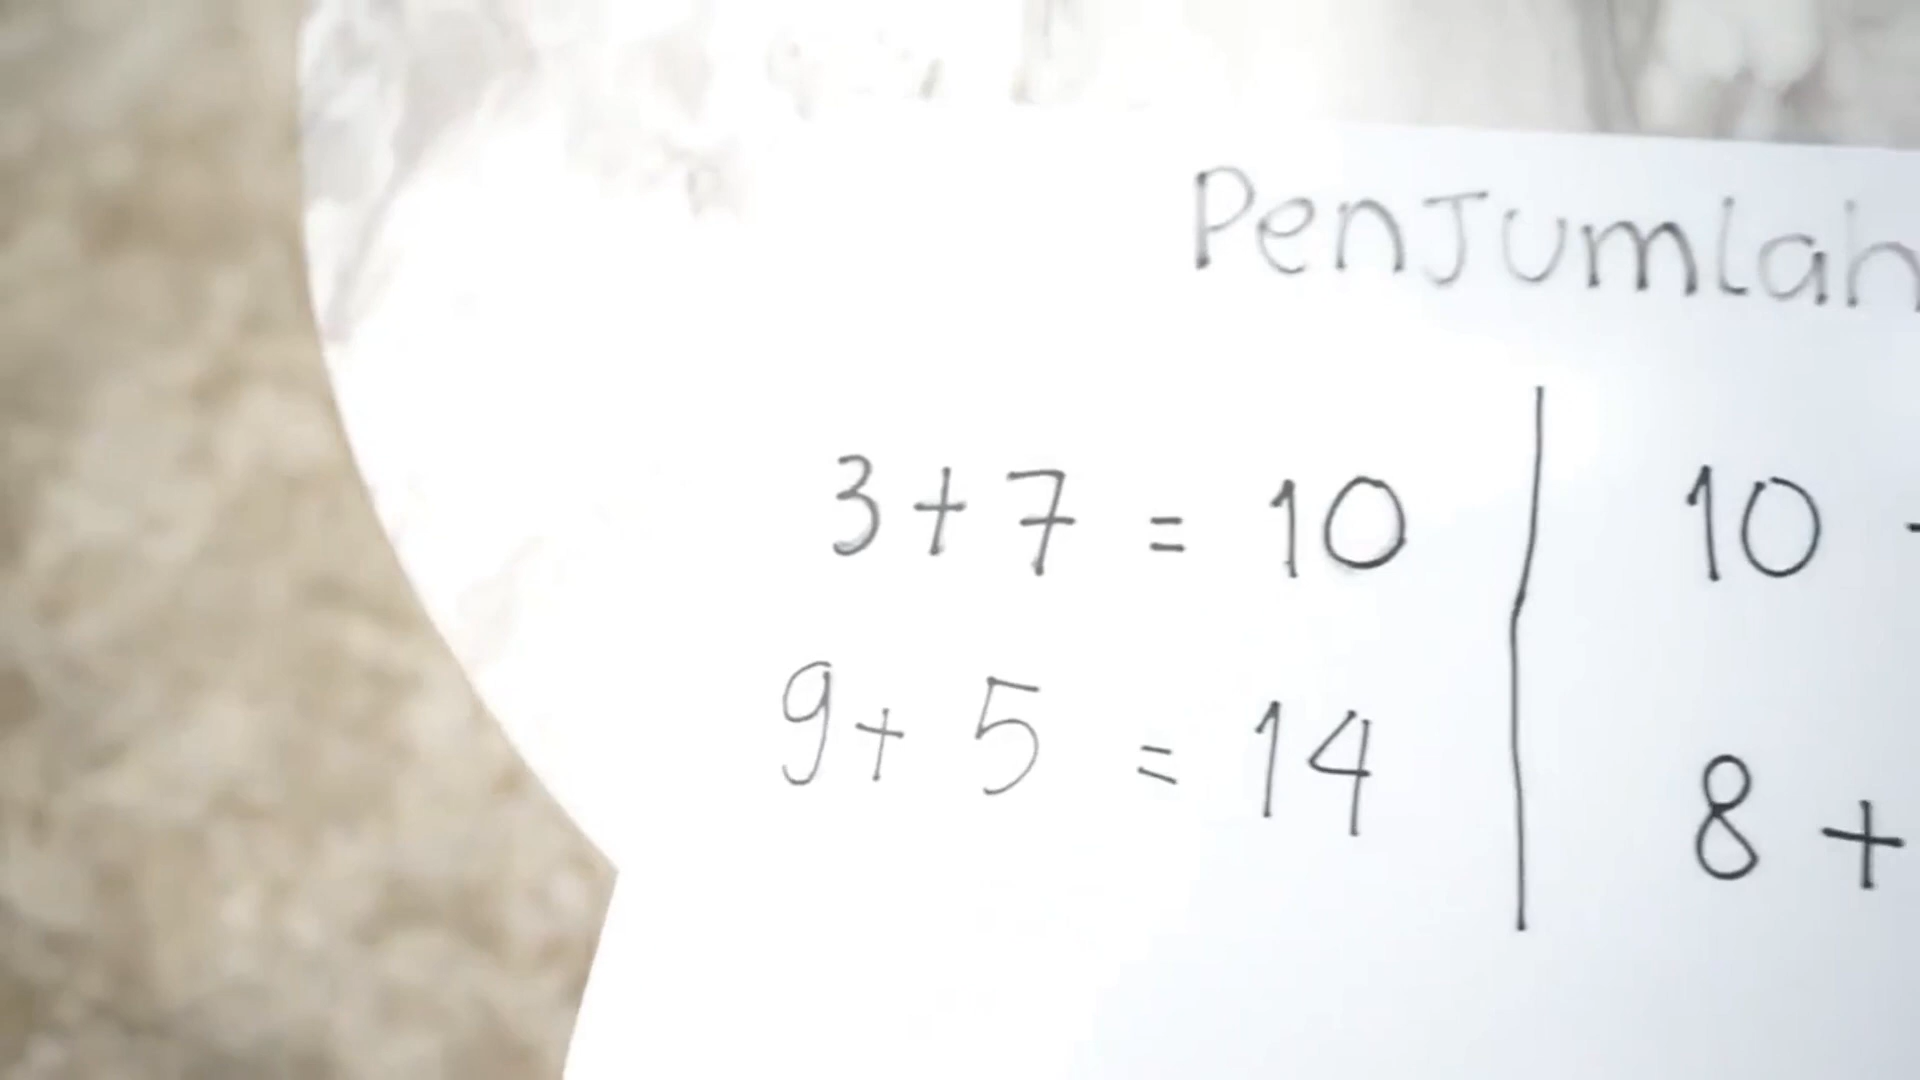 PenJumlah
3 + 7 = 10
9 + 5 = 14
10
8 +